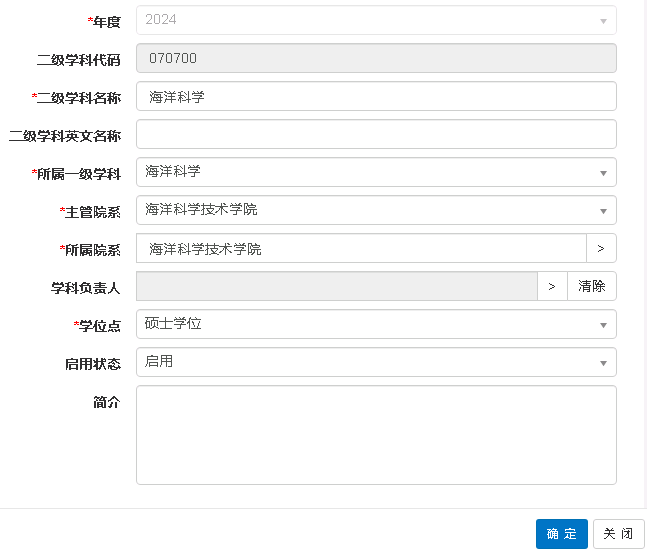 *年度 2024
二级学科代码 070700
*二级学科名称 海洋科学
二级学科英文名称
*所属一级学科 海洋科学
*主管院系 海洋科学技术学院
*所属院系 海洋科学技术学院 >
学科负责人 > 清除
*学位点 硕士学位
启用状态 启用
简介
确定 关闭